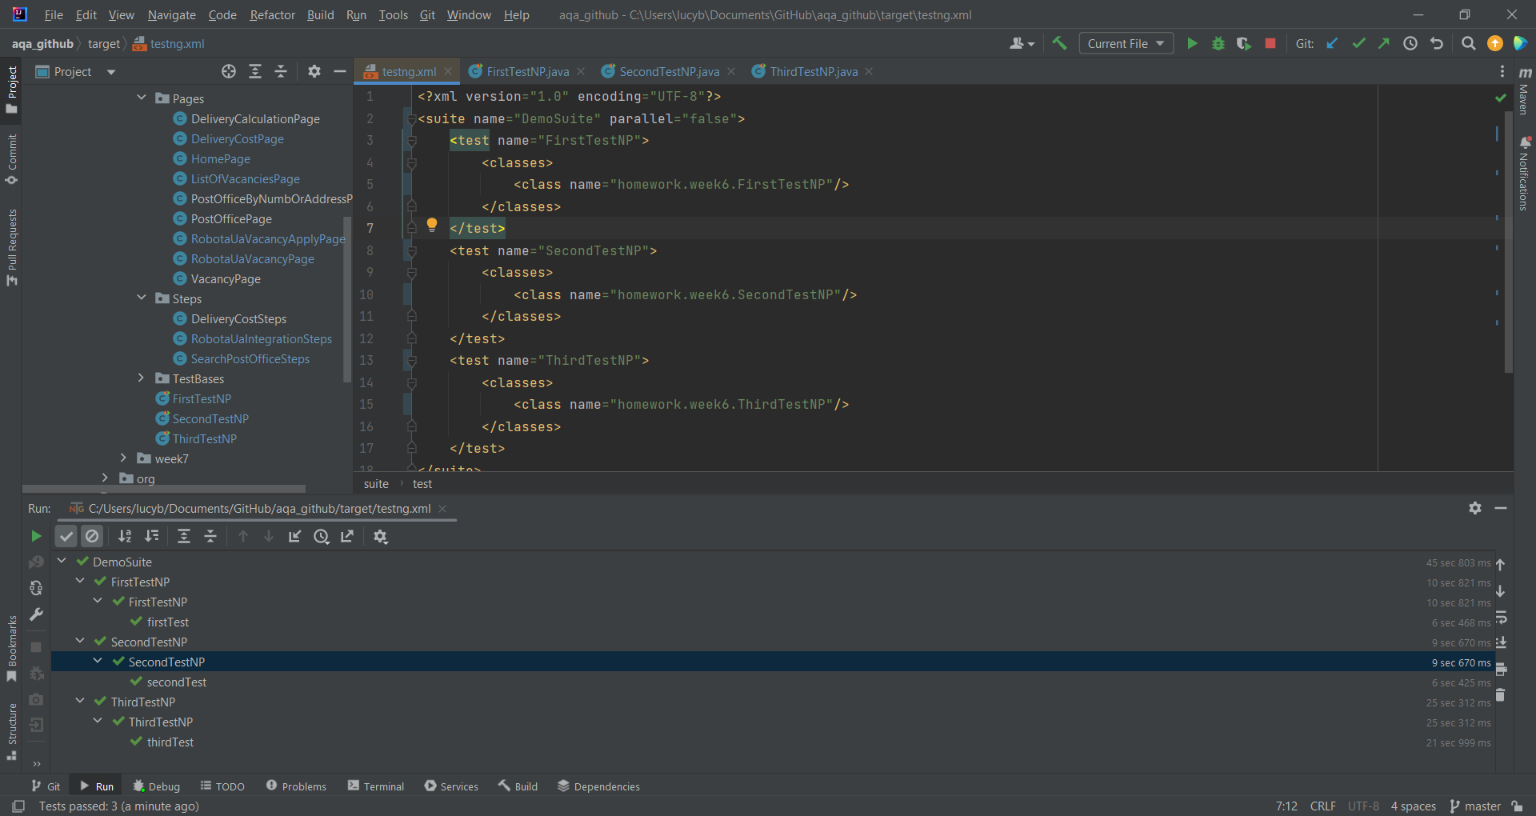 File Edit View Navigate Code Refactor Build Run Tools Git Window Help aqa_github - C:\Users\lucyb\Documents\GitHub\aqa_github\target\testng.xml
aqa_github target testng.xml Current File Git:
Project
testng.xml FirstTestNP.java SecondTestNP.java ThirdTestNP.java
Project
Commit
Pull Requests
Bookmarks
Structure
m
Maven
Notifications
Pages
DeliveryCalculationPage
DeliveryCostPage
HomePage
ListOfVacanciesPage
PostOfficeByNumbOrAddressP
PostOfficePage
RobotaUaVacancyApplyPage
RobotaUaVacancyPage
VacancyPage
Steps
DeliveryCostSteps
RobotaUaIntegrationSteps
SearchPostOfficeSteps
TestBases
FirstTestNP
SecondTestNP
ThirdTestNP
week7
org
1 <?xml version="1.0" encoding="UTF-8"?>
2 <suite name="DemoSuite" parallel="false">
3 <test name="FirstTestNP">
4 <classes>
5 <class name="homework.week6.FirstTestNP"/>
6 </classes>
7 </test>
8 <test name="SecondTestNP">
9 <classes>
10 <class name="homework.week6.SecondTestNP"/>
11 </classes>
12 </test>
13 <test name="ThirdTestNP">
14 <classes>
15 <class name="homework.week6.ThirdTestNP"/>
16 </classes>
17 </test>
18 </suite>
suite test
Run: NG C:/Users/lucyb/Documents/GitHub/aqa_github/target/testng.xml
DemoSuite 45 sec 803 ms
FirstTestNP 10 sec 821 ms
FirstTestNP 10 sec 821 ms
firstTest 6 sec 468 ms
SecondTestNP 9 sec 670 ms
SecondTestNP 9 sec 670 ms
secondTest 6 sec 425 ms
ThirdTestNP 25 sec 312 ms
ThirdTestNP 25 sec 312 ms
thirdTest 21 sec 999 ms
Git Run Debug TODO Problems Terminal Services Build Dependencies
Tests passed: 3 (a minute ago) 7:12 CRLF UTF-8 4 spaces master